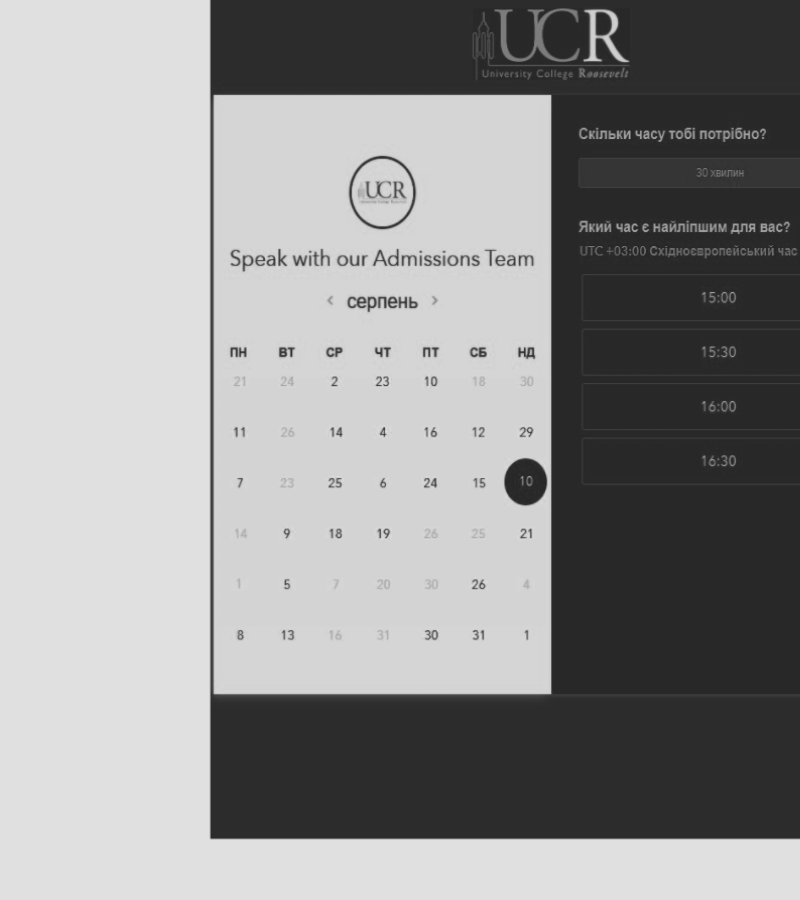 UCR
University College Roosevelt
UCR
Speak with our Admissions Team
‹ серпень ›
ПН ВТ СР ЧТ ПТ СБ НД
21 24 2 23 10 18 30
11 26 14 4 16 12 29
7 23 25 6 24 15 10
14 9 18 19 26 25 21
1 5 7 20 30 26 4
8 13 16 31 30 31 1
Скільки часу тобі потрібно?
30 хвилин
Який час є найліпшим для вас?
UTC +03:00 Східноєвропейський час
15:00
15:30
16:00
16:30